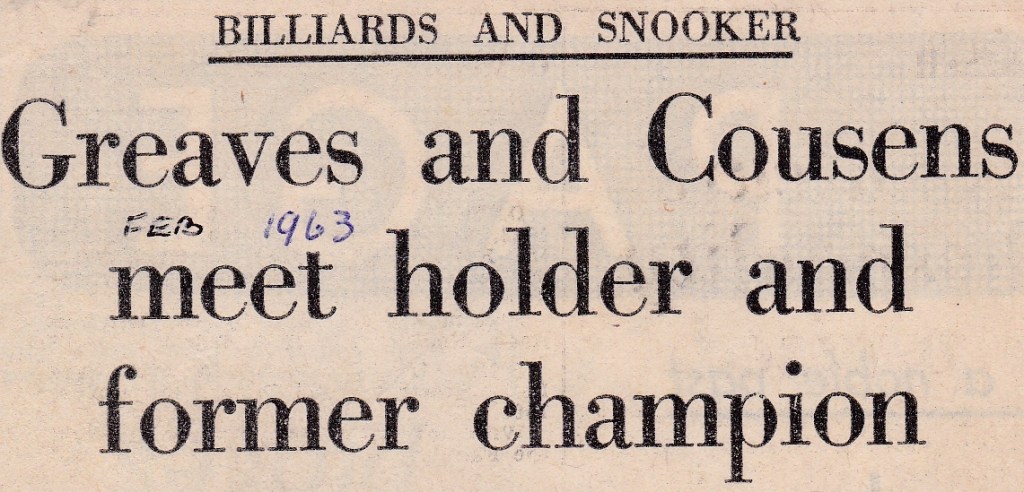 BILLIARDS AND SNOOKER
Greaves and Cousens
FEB 1963
meet holder and
former champion